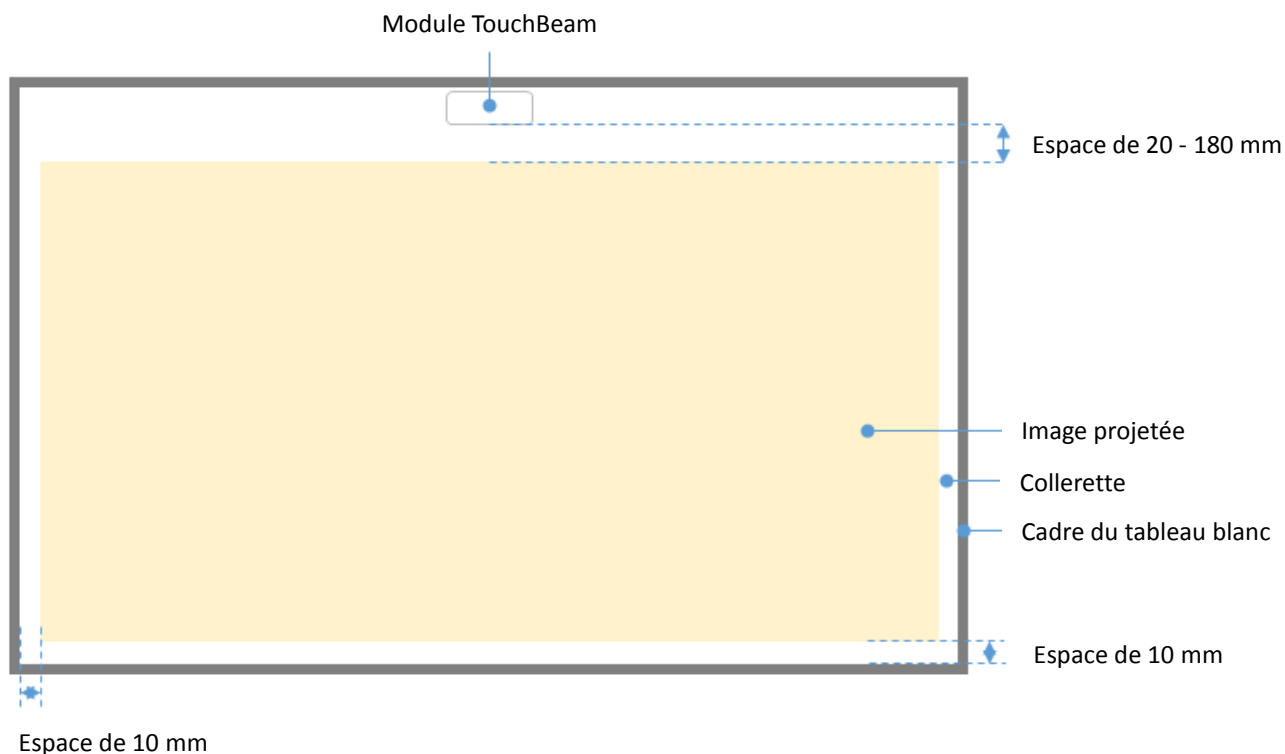 Module TouchBeam
Espace de 20 - 180 mm
Image projetée
Collerette
Cadre du tableau blanc
Espace de 10 mm
Espace de 10 mm